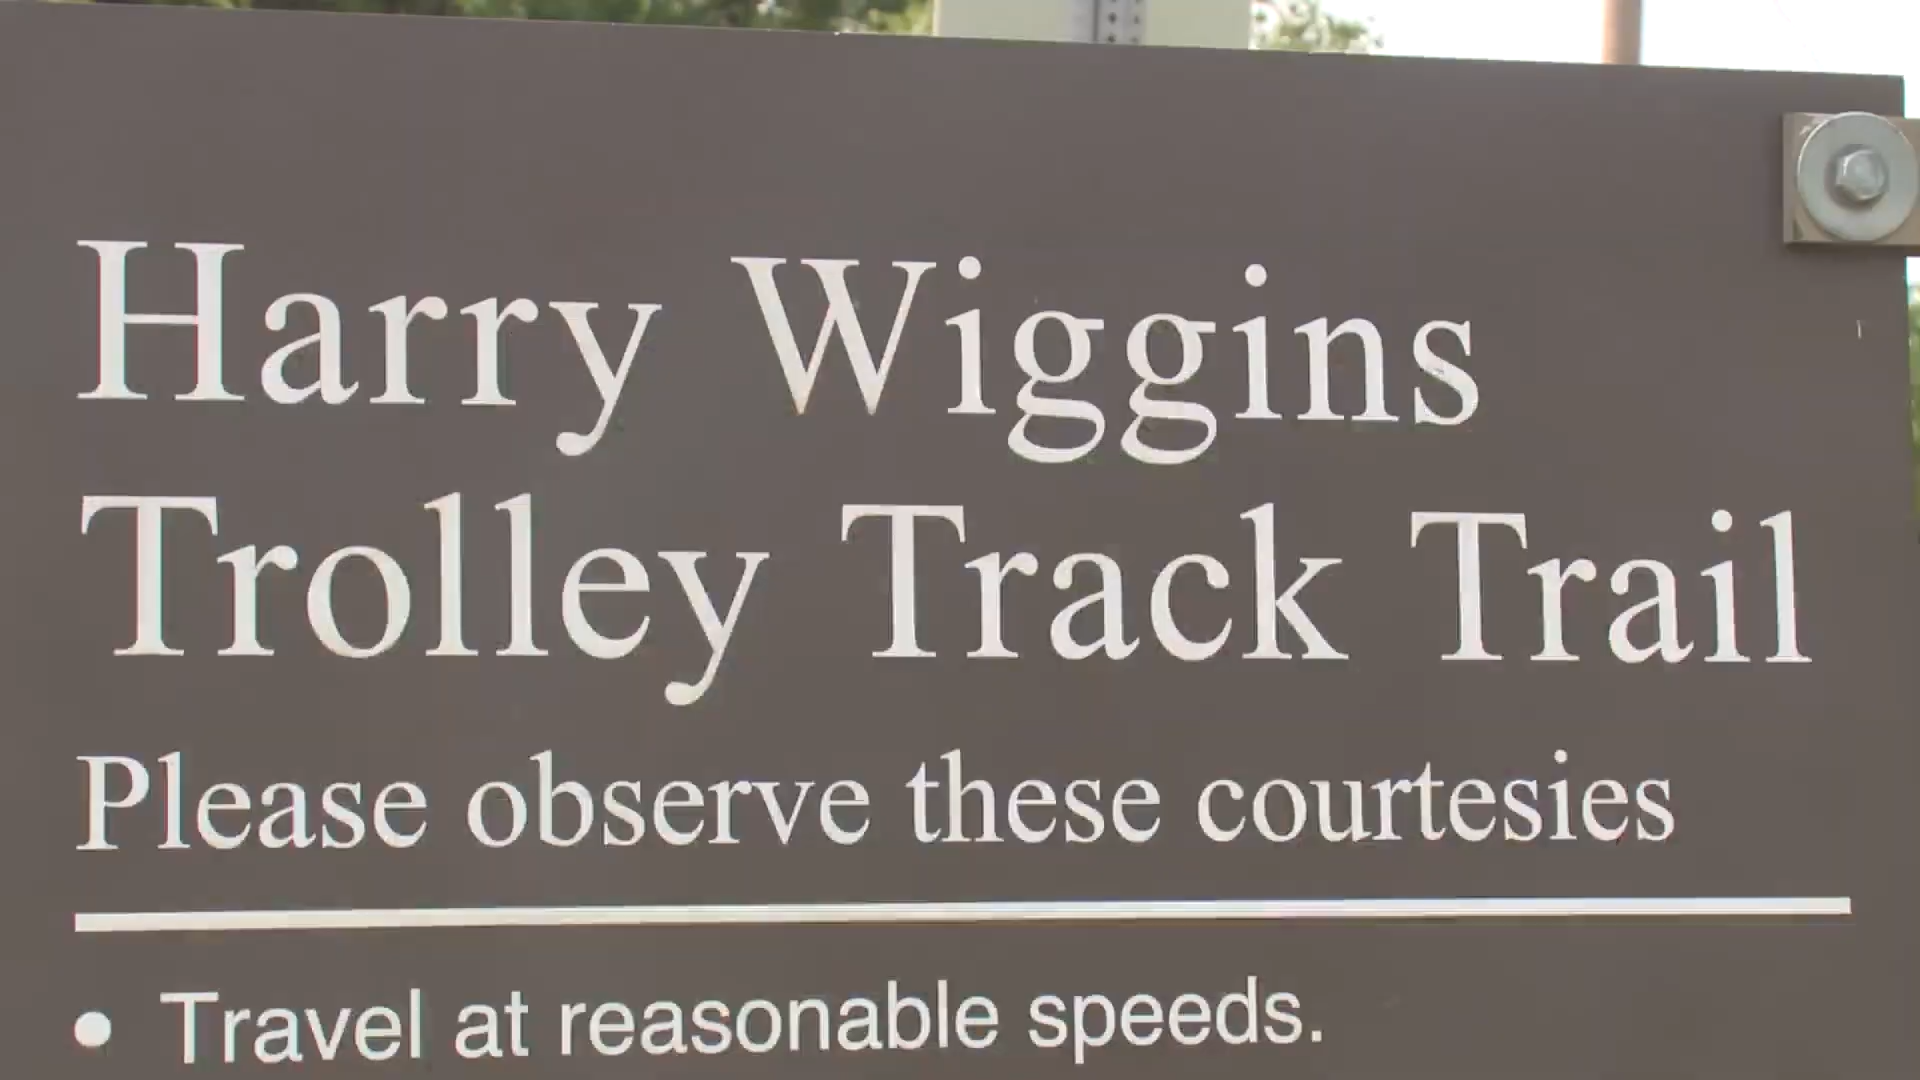 Harry Wiggins
Trolley Track Trail
Please observe these courtesies
• Travel at reasonable speeds.